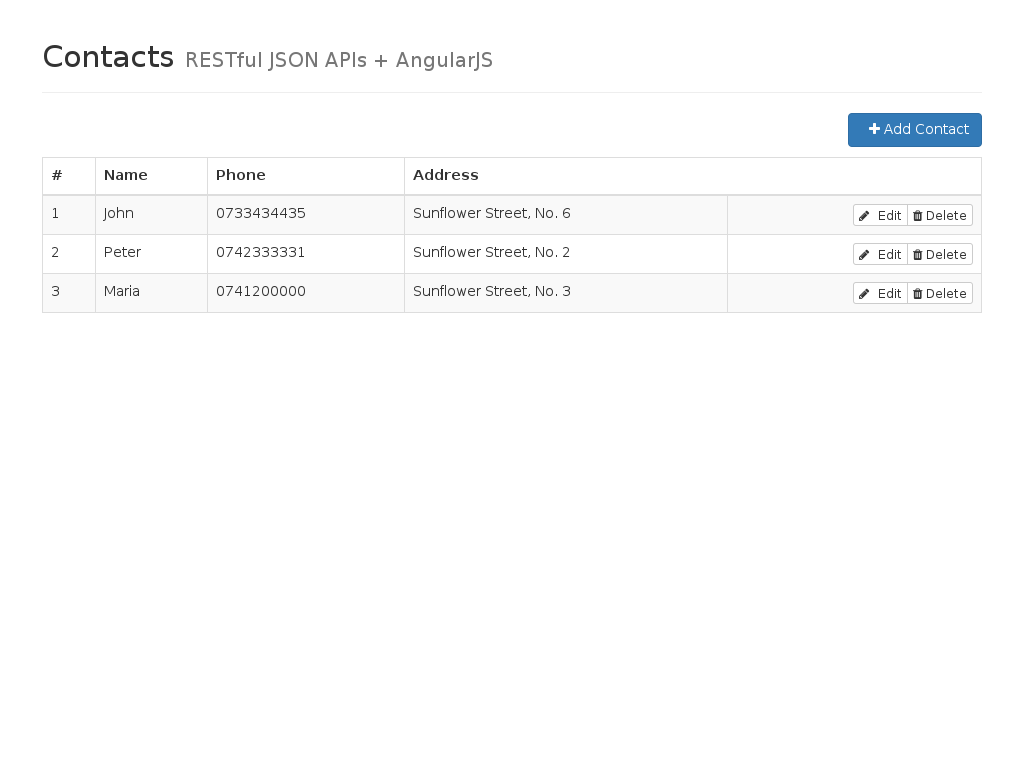 Contacts RESTful JSON APIs + AngularJS
Add Contact
# Name Phone Address
1 John 0733434435 Sunflower Street, No. 6 Edit Delete
2 Peter 0742333331 Sunflower Street, No. 2 Edit Delete
3 Maria 0741200000 Sunflower Street, No. 3 Edit Delete